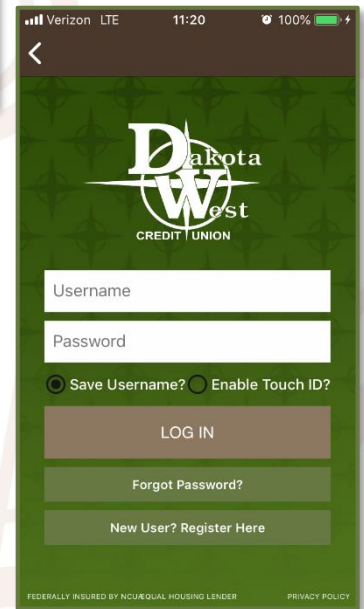 Verizon LTE 11:20 100%
Dakota
West
CREDIT UNION
Username
Password
Save Username? Enable Touch ID?
LOG IN
Forgot Password?
New User? Register Here
FEDERALLY INSURED BY NCUA EQUAL HOUSING LENDER PRIVACY POLICY